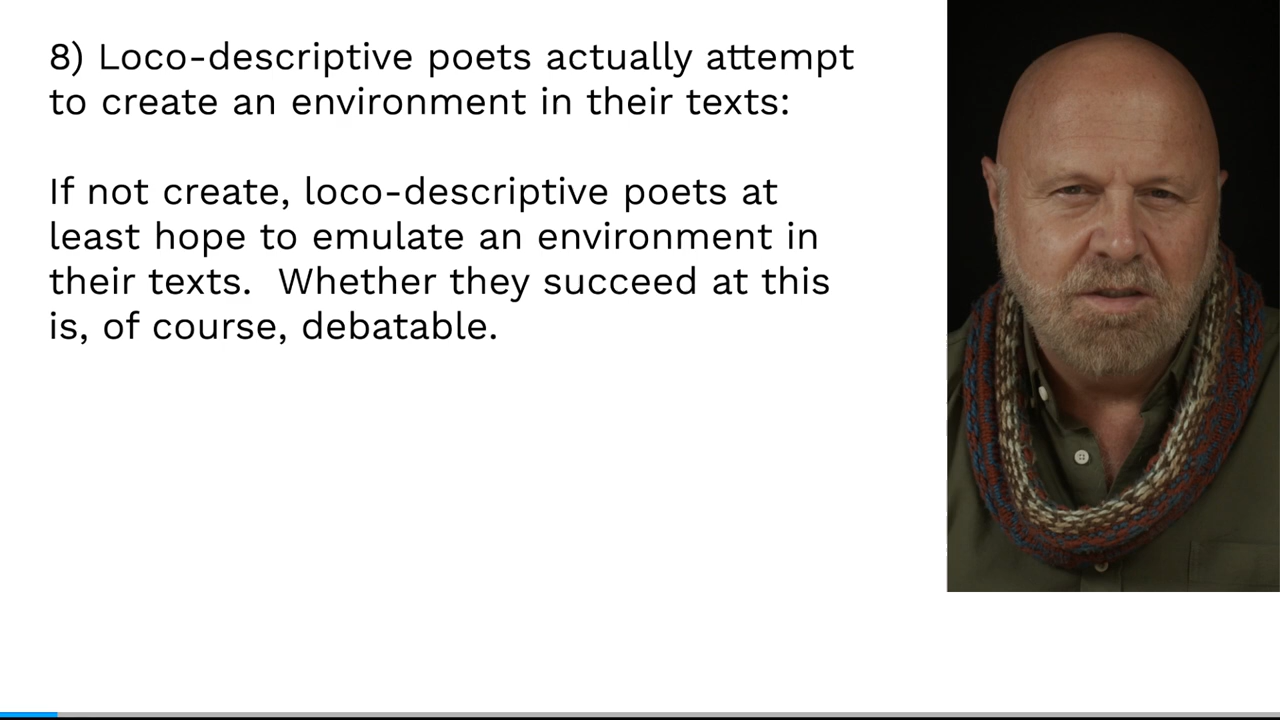 8) Loco-descriptive poets actually attempt
to create an environment in their texts:
If not create, loco-descriptive poets at
least hope to emulate an environment in
their texts.  Whether they succeed at this
is, of course, debatable.